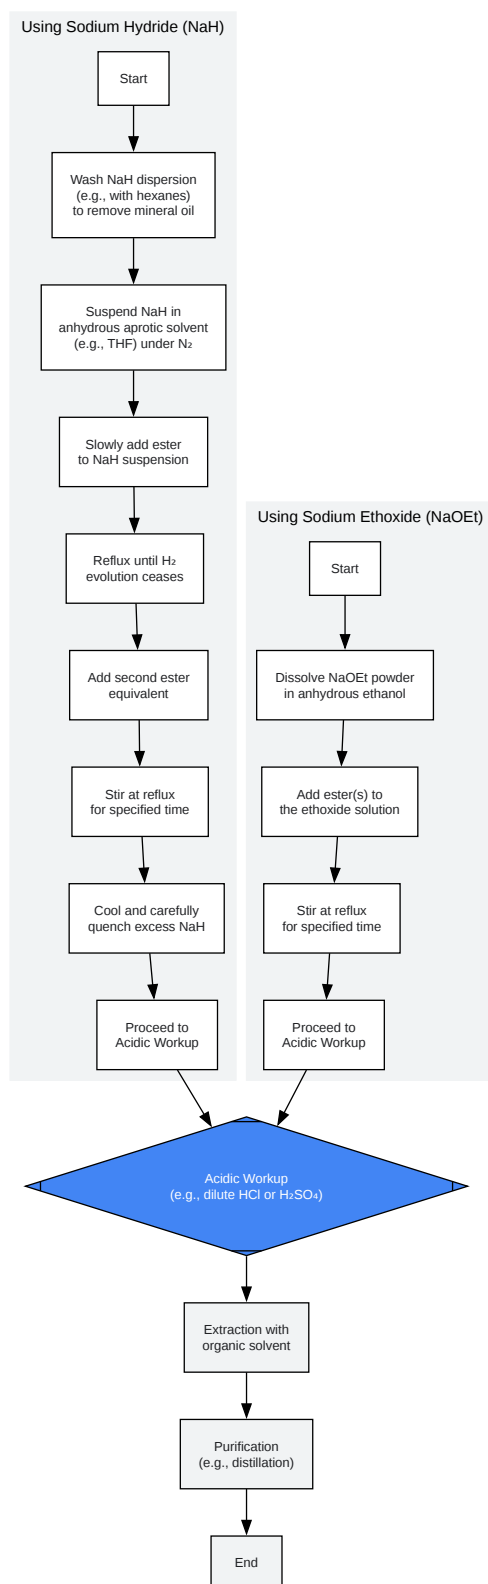 Using Sodium Hydride (NaH)
Start
Wash NaH dispersion
(e.g., with hexanes)
to remove mineral oil
Suspend NaH in
anhydrous aprotic solvent
(e.g., THF) under N₂
Slowly add ester
to NaH suspension
Reflux until H₂
evolution ceases
Add second ester
equivalent
Stir at reflux
for specified time
Cool and carefully
quench excess NaH
Proceed to
Acidic Workup
Using Sodium Ethoxide (NaOEt)
Start
Dissolve NaOEt powder
in anhydrous ethanol
Add ester(s) to
the ethoxide solution
Stir at reflux
for specified time
Proceed to
Acidic Workup
Acidic Workup
(e.g., dilute HCl or H₂SO₄)
Extraction with
organic solvent
Purification
(e.g., distillation)
End